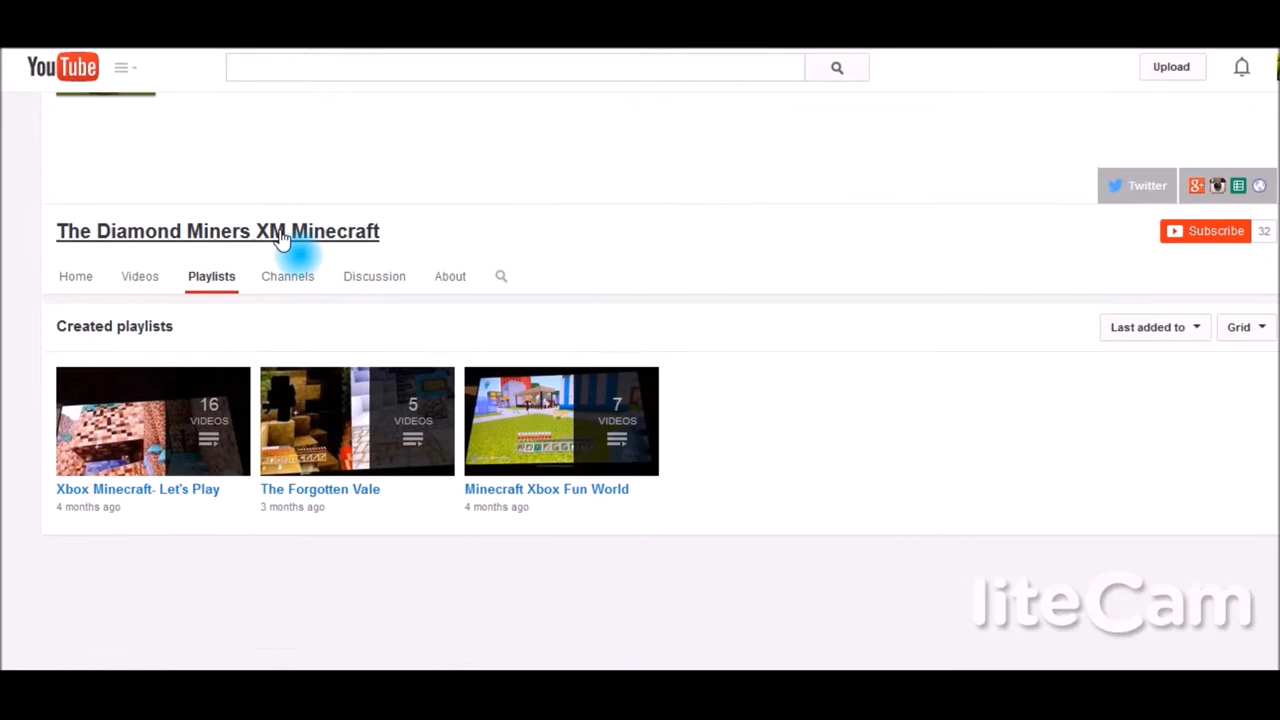 YouTube
Upload
Twitter
The Diamond Miners XM Minecraft
Subscribe 32
Home Videos Playlists Channels Discussion About
Created playlists
Last added to Grid
16 VIDEOS
5 VIDEOS
7 VIDEOS
Xbox Minecraft- Let's Play
4 months ago
The Forgotten Vale
3 months ago
Minecraft Xbox Fun World
4 months ago
liteCam